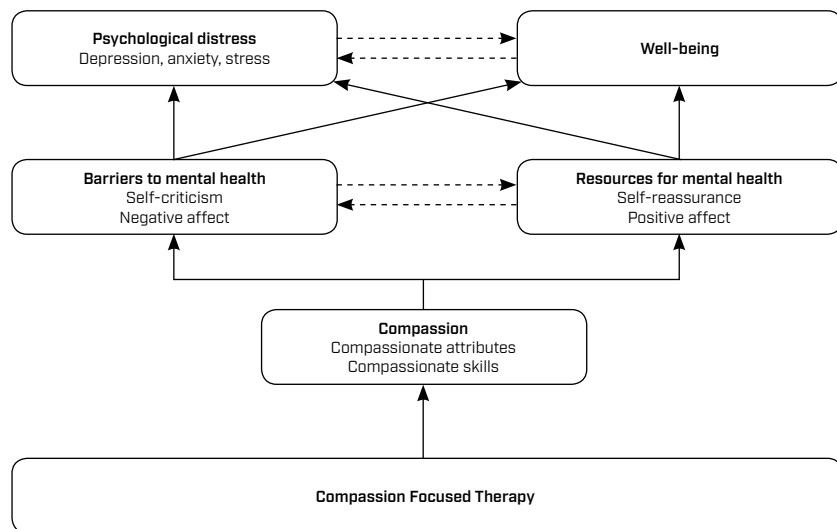 Psychological distress
Depression, anxiety, stress
Well-being
Barriers to mental health
Self-criticism
Negative affect
Resources for mental health
Self-reassurance
Positive affect
Compassion
Compassionate attributes
Compassionate skills
Compassion Focused Therapy